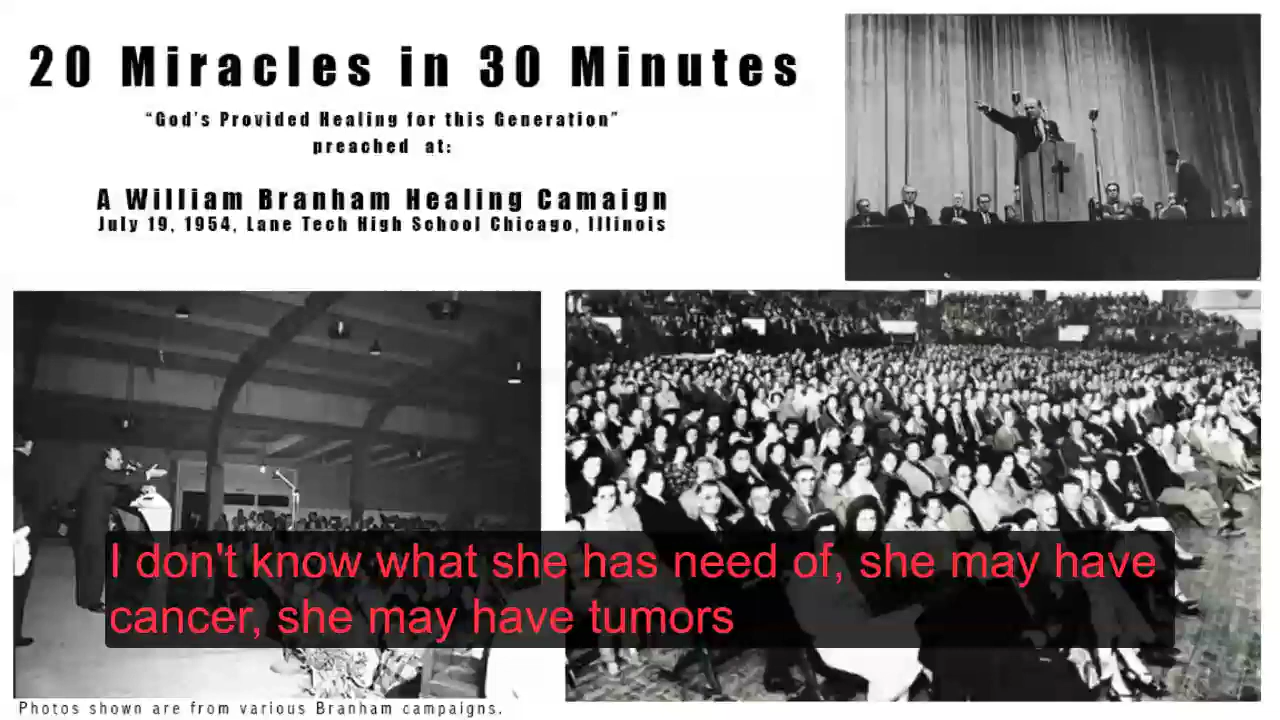 20 Miracles in 30 Minutes
"God's Provided Healing for this Generation"
preached at:
A William Branham Healing Camaign
July 19, 1954, Lane Tech High School Chicago, Illinois
I don't know what she has need of, she may have
cancer, she may have tumors
Photos shown are from various Branham campaigns.